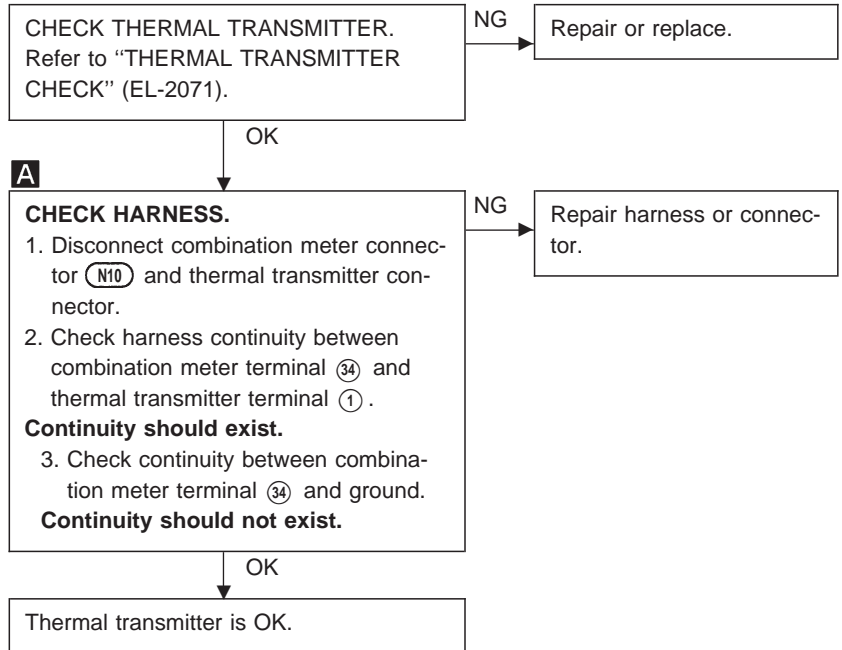 CHECK THERMAL TRANSMITTER.
Refer to ‘‘THERMAL TRANSMITTER
CHECK’’ (EL-2071).
NG
Repair or replace.
OK
A
CHECK HARNESS.
1. Disconnect combination meter connec-
tor N10 and thermal transmitter con-
nector.
2. Check harness continuity between
combination meter terminal 34 and
thermal transmitter terminal 1 .
Continuity should exist.
3. Check continuity between combina-
tion meter terminal 34 and ground.
Continuity should not exist.
NG
Repair harness or connec-
tor.
OK
Thermal transmitter is OK.